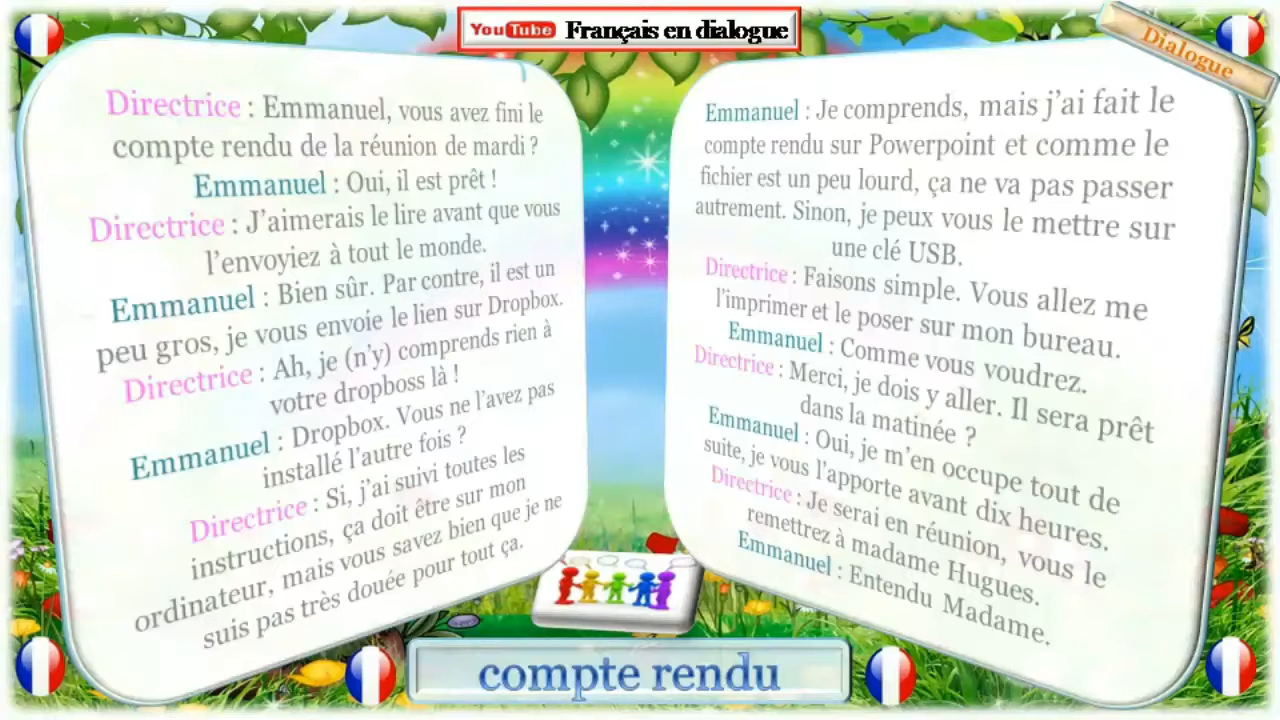 YouTube Français en dialogue
Dialogue
Directrice : Emmanuel, vous avez fini le
compte rendu de la réunion de mardi ?
Emmanuel : Oui, il est prêt !
Directrice : J’aimerais le lire avant que vous
l’envoyiez à tout le monde.
Emmanuel : Bien sûr. Par contre, il est un
peu gros, je vous envoie le lien sur Dropbox.
Directrice : Ah, je (n’y) comprends rien à
votre dropboss là !
Emmanuel : Dropbox. Vous ne l’avez pas
installé l’autre fois ?
Directrice : Si, j’ai suivi toutes les
instructions, ça doit être sur mon
ordinateur, mais vous savez bien que je ne
suis pas très douée pour tout ça.
Emmanuel : Je comprends, mais j’ai fait le
compte rendu sur Powerpoint et comme le
fichier est un peu lourd, ça ne va pas passer
autrement. Sinon, je peux vous le mettre sur
une clé USB.
Directrice : Faisons simple. Vous allez me
l’imprimer et le poser sur mon bureau.
Emmanuel : Comme vous voudrez.
Directrice : Merci, je dois y aller. Il sera prêt
dans la matinée ?
Emmanuel : Oui, je m’en occupe tout de
suite, je vous l’apporte avant dix heures.
Directrice : Je serai en réunion, vous le
remettrez à madame Hugues.
Emmanuel : Entendu Madame.
compte rendu